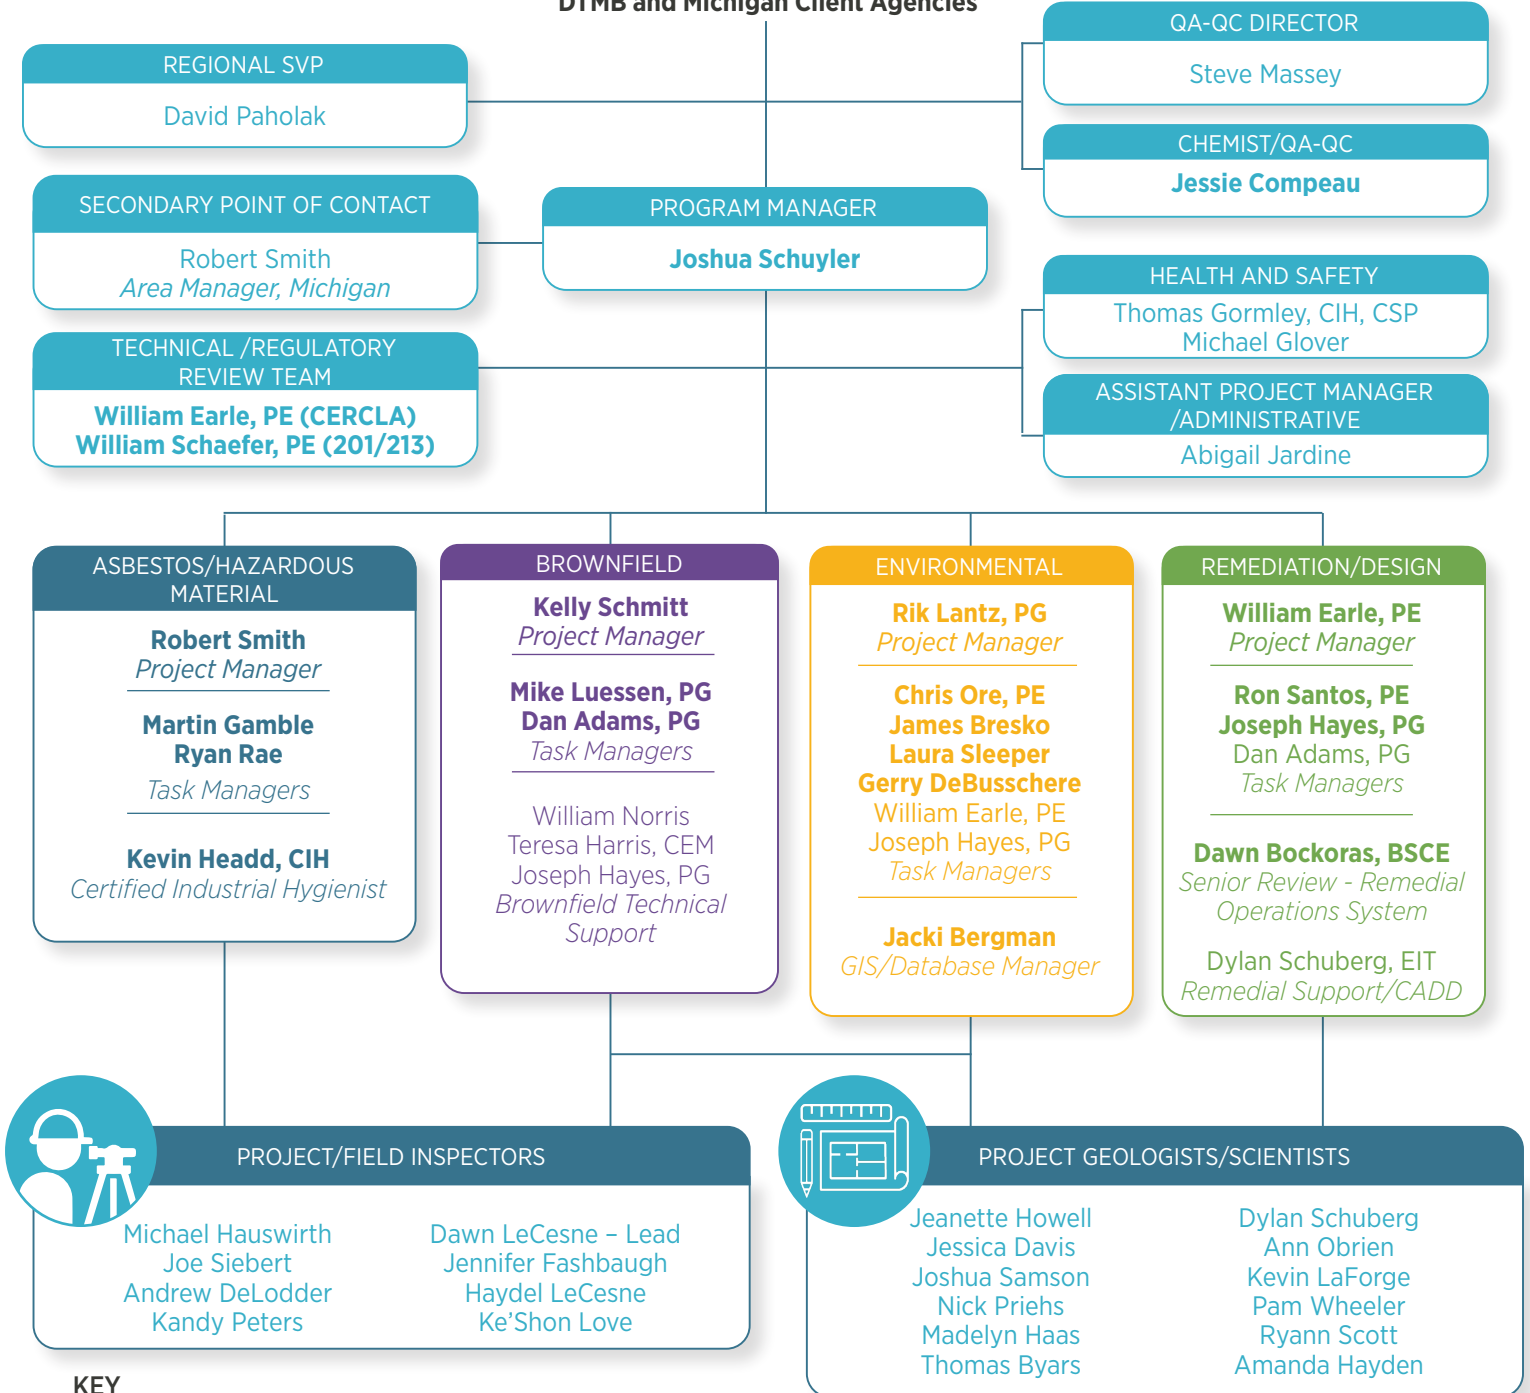 DTMB and Michigan Client Agencies
REGIONAL SVP
David Paholak
QA-QC DIRECTOR
Steve Massey
CHEMIST/QA-QC
Jessie Compeau
SECONDARY POINT OF CONTACT
Robert Smith
Area Manager, Michigan
PROGRAM MANAGER
Joshua Schuyler
HEALTH AND SAFETY
Thomas Gormley, CIH, CSP
Michael Glover
TECHNICAL /REGULATORY
REVIEW TEAM
William Earle, PE (CERCLA)
William Schaefer, PE (201/213)
ASSISTANT PROJECT MANAGER
/ADMINISTRATIVE
Abigail Jardine
ASBESTOS/HAZARDOUS
MATERIAL
Robert Smith
Project Manager
Martin Gamble
Ryan Rae
Task Managers
Kevin Headd, CIH
Certified Industrial Hygienist
BROWNFIELD
Kelly Schmitt
Project Manager
Mike Luessen, PG
Dan Adams, PG
Task Managers
William Norris
Teresa Harris, CEM
Joseph Hayes, PG
Brownfield Technical
Support
ENVIRONMENTAL
Rik Lantz, PG
Project Manager
Chris Ore, PE
James Bresko
Laura Sleeper
Gerry DeBusschere
William Earle, PE
Joseph Hayes, PG
Task Managers
Jacki Bergman
GIS/Database Manager
REMEDIATION/DESIGN
William Earle, PE
Project Manager
Ron Santos, PE
Joseph Hayes, PG
Dan Adams, PG
Task Managers
Dawn Bockoras, BSCE
Senior Review - Remedial
Operations System
Dylan Schuberg, EIT
Remedial Support/CADD
PROJECT/FIELD INSPECTORS
Michael Hauswirth
Joe Siebert
Andrew DeLodder
Kandy Peters
Dawn LeCesne – Lead
Jennifer Fashbaugh
Haydel LeCesne
Ke’Shon Love
PROJECT GEOLOGISTS/SCIENTISTS
Jeanette Howell
Jessica Davis
Joshua Samson
Nick Priehs
Madelyn Haas
Thomas Byars
Dylan Schuberg
Ann Obrien
Kevin LaForge
Pam Wheeler
Ryann Scott
Amanda Hayden
KEY